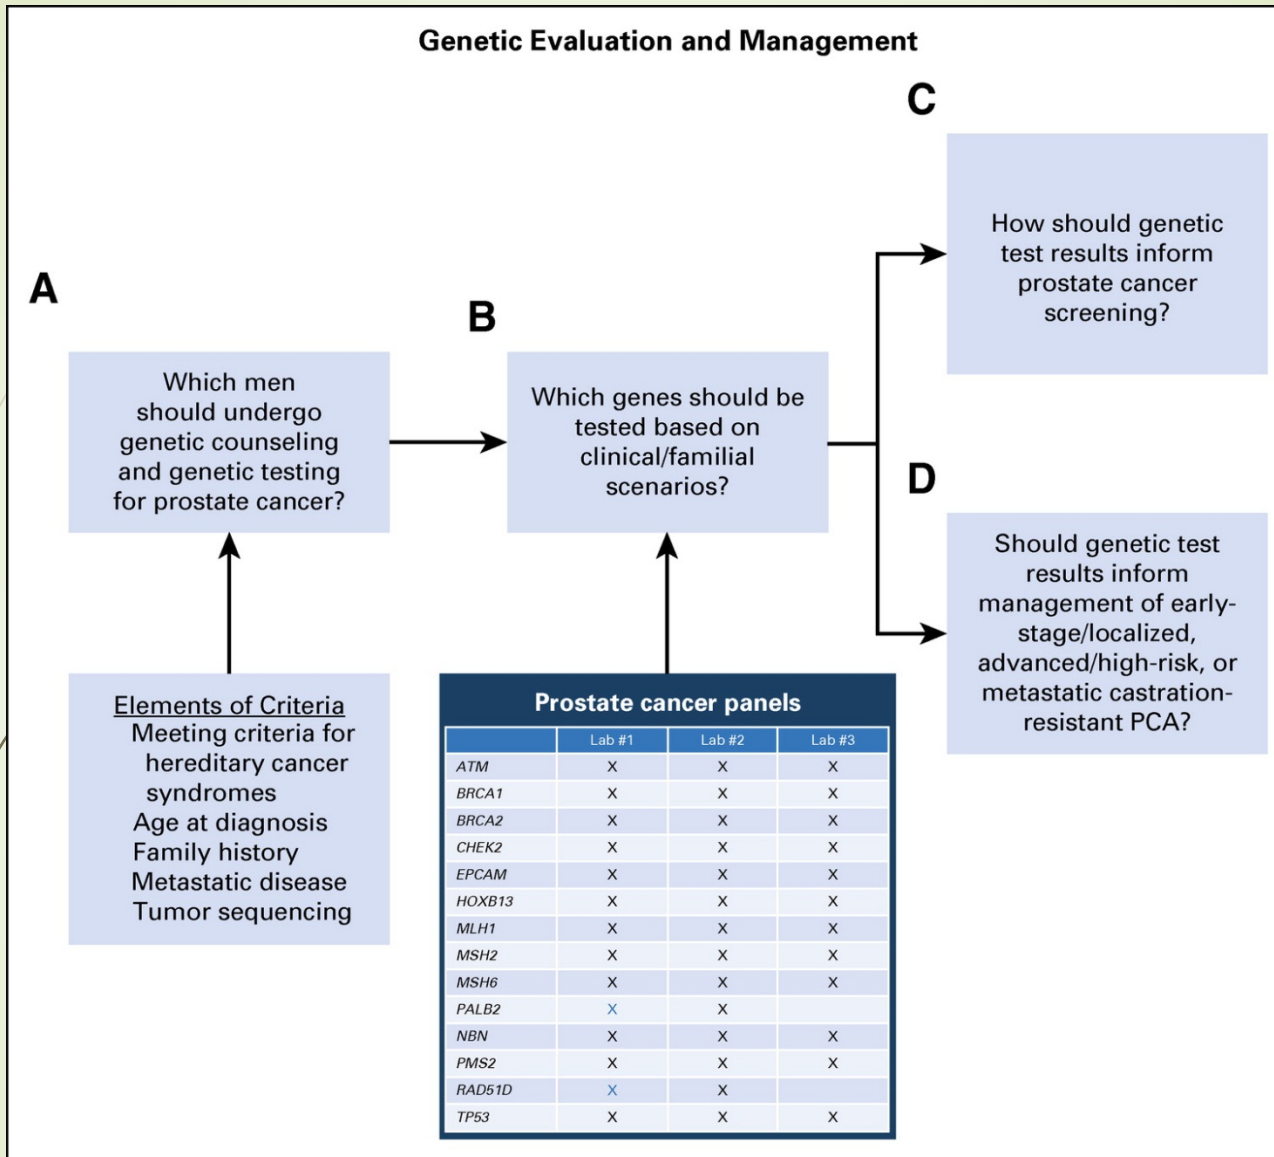 Genetic Evaluation and Management
A
Which men
should undergo
genetic counseling
and genetic testing
for prostate cancer?
Elements of Criteria
Meeting criteria for
hereditary cancer
syndromes
Age at diagnosis
Family history
Metastatic disease
Tumor sequencing
B
Which genes should be
tested based on
clinical/familial
scenarios?
Prostate cancer panels
Lab #1 Lab #2 Lab #3
ATM X X X
BRCA1 X X X
BRCA2 X X X
CHEK2 X X X
EPCAM X X X
HOXB13 X X X
MLH1 X X X
MSH2 X X X
MSH6 X X X
PALB2 X X
NBN X X X
PMS2 X X X
RAD51D X X
TP53 X X X
C
How should genetic
test results inform
prostate cancer
screening?
D
Should genetic test
results inform
management of early-
stage/localized,
advanced/high-risk, or
metastatic castration-
resistant PCA?